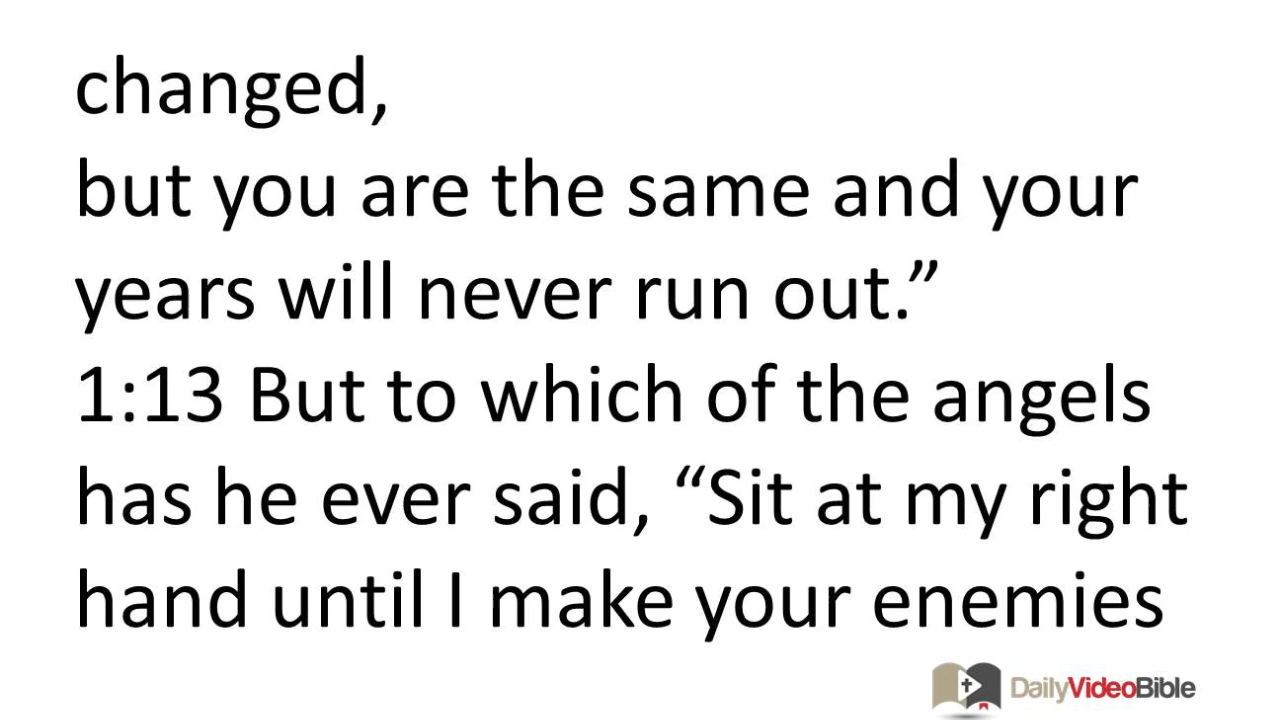 changed,
but you are the same and your
years will never run out.”
1:13 But to which of the angels
has he ever said, “Sit at my right
hand until I make your enemies
DailyVideoBible